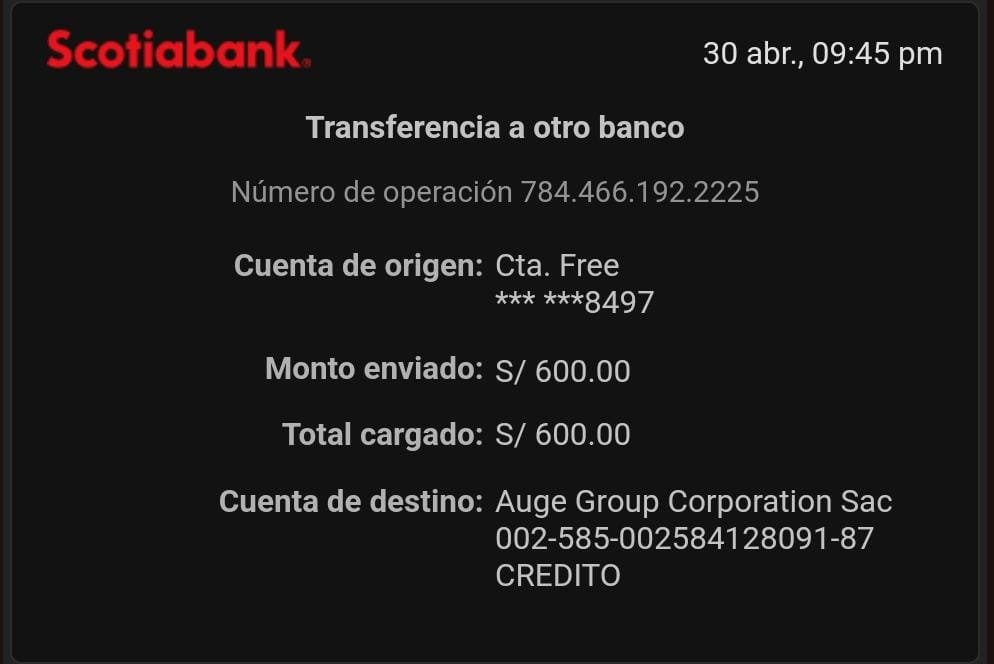 Scotiabank®
30 abr., 09:45 pm
Transferencia a otro banco
Número de operación 784.466.192.2225
Cuenta de origen: Cta. Free
*** ***8497
Monto enviado: S/ 600.00
Total cargado: S/ 600.00
Cuenta de destino: Auge Group Corporation Sac
002-585-002584128091-87
CREDITO